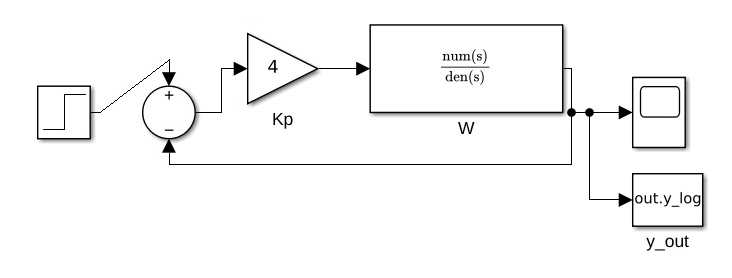 +
−
4
Kp
num(s)
den(s)
W
out.y_log
y_out